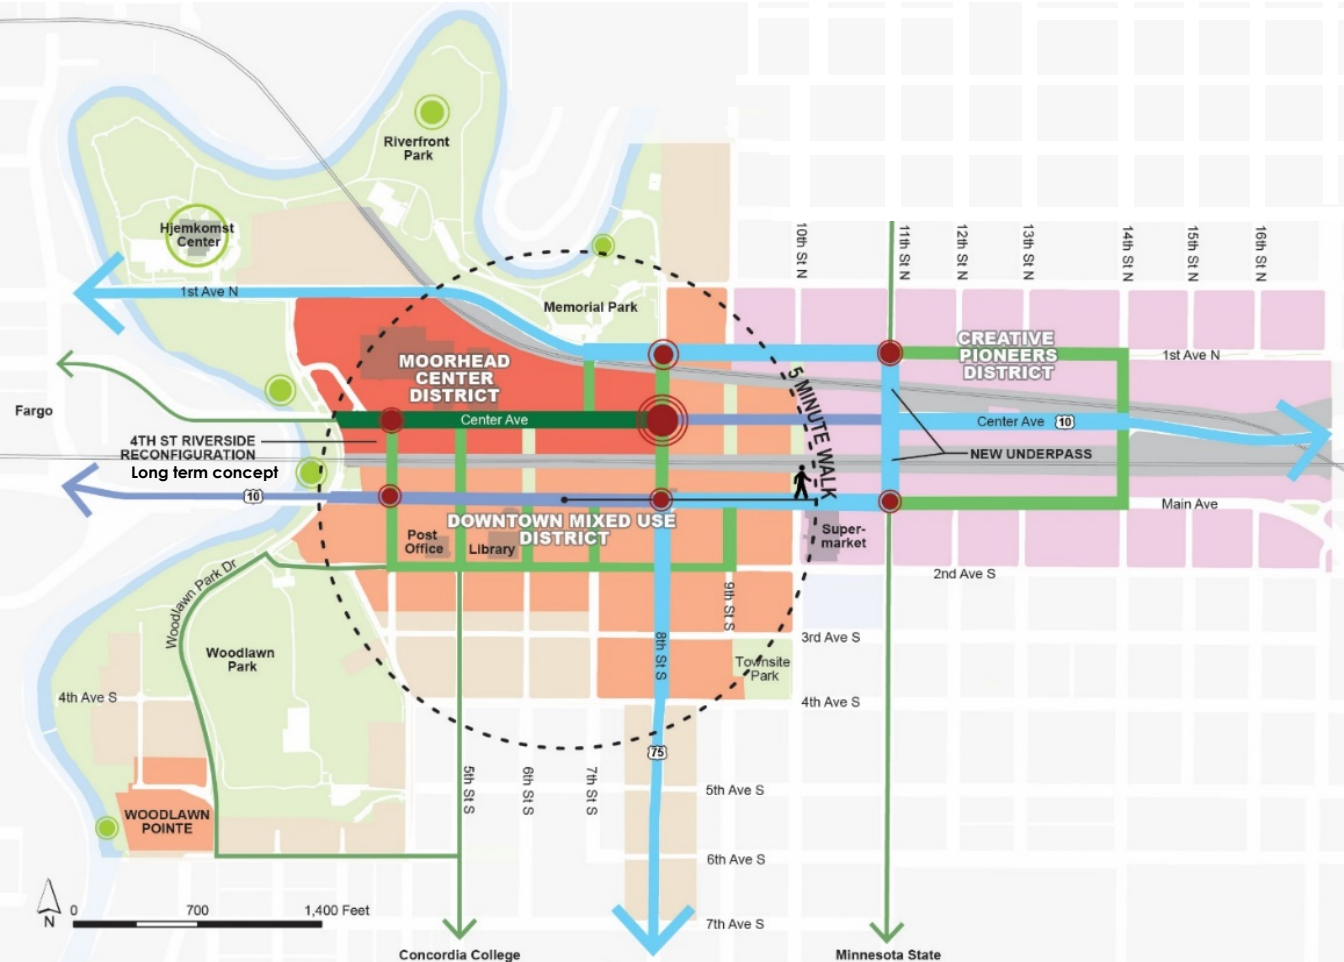 Riverfront
Park
Hjemkomst
Center
10th St N
11th St N
12th St N
13th St N
14th St N
15th St N
16th St N
1st Ave N
Memorial Park
MOORHEAD
CENTER
DISTRICT
CREATIVE
PIONEERS
DISTRICT
1st Ave N
5 MINUTE WALK
Fargo
Center Ave
Center Ave
10
4TH ST RIVERSIDE
RECONFIGURATION
Long term concept
NEW UNDERPASS
10
Main Ave
DOWNTOWN MIXED USE
DISTRICT
Post
Office
Library
Super-
market
2nd Ave S
Woodlawn Park Dr
9th St S
8th St S
3rd Ave S
Woodlawn
Park
Townsite
Park
4th Ave S
4th Ave S
75
5th St S
6th St S
7th St S
5th Ave S
WOODLAWN
POINTE
6th Ave S
N
0
700
1,400 Feet
7th Ave S
Concordia College
Minnesota State